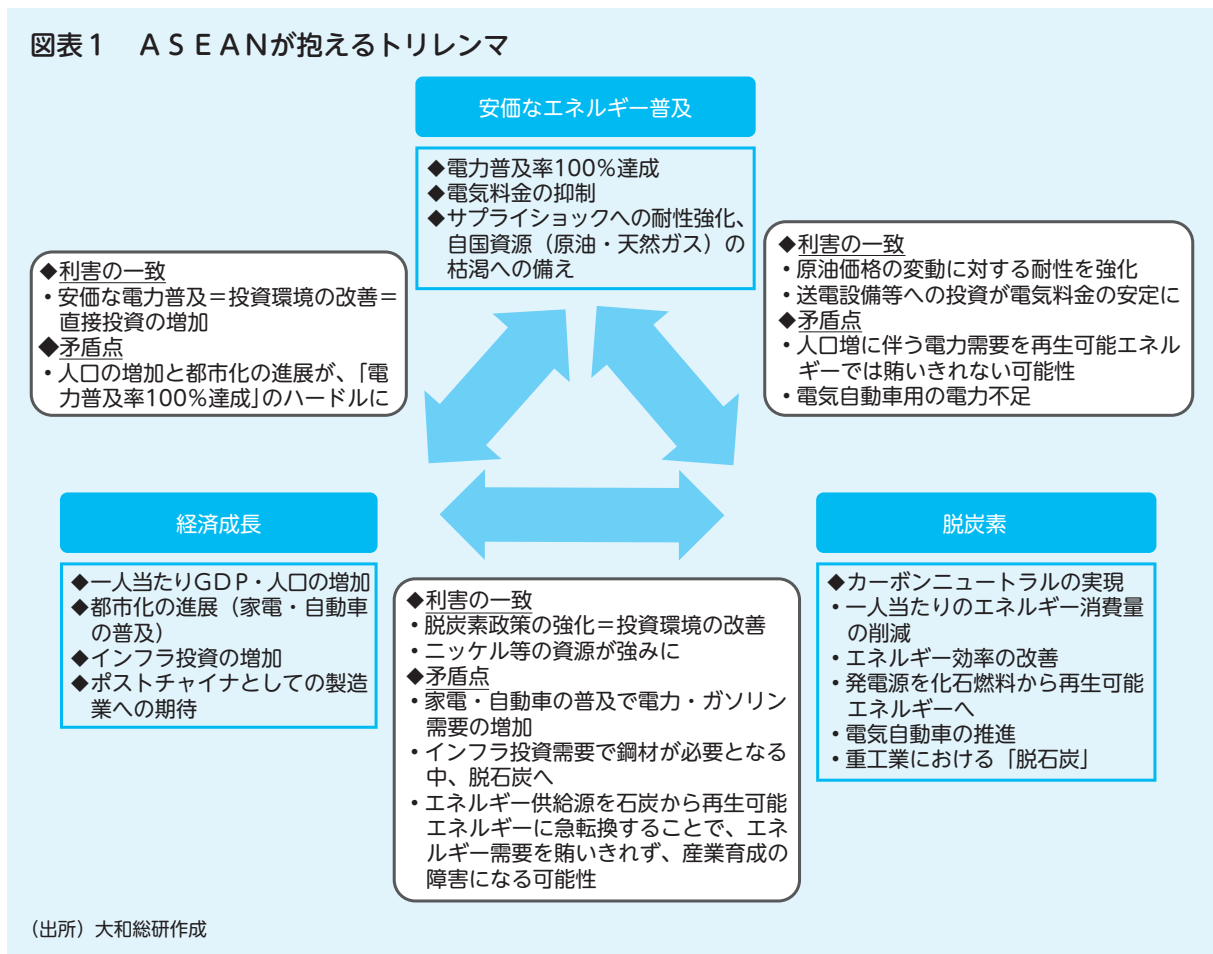 図表1　ＡＳＥＡＮが抱えるトリレンマ
安価なエネルギー普及
◆電力普及率100％達成
◆電気料金の抑制
◆サプライショックへの耐性強化、
自国資源（原油・天然ガス）の
枯渇への備え
◆利害の一致
・安価な電力普及＝投資環境の改善＝
直接投資の増加
◆矛盾点
・人口の増加と都市化の進展が、「電
力普及率100％達成」のハードルに
◆利害の一致
・原油価格の変動に対する耐性を強化
・送電設備等への投資が電気料金の安定に
◆矛盾点
・人口増に伴う電力需要を再生可能エネル
ギーでは賄いきれない可能性
・電気自動車用の電力不足
経済成長
◆一人当たりＧＤＰ・人口の増加
◆都市化の進展（家電・自動車
の普及）
◆インフラ投資の増加
◆ポストチャイナとしての製造
業への期待
◆利害の一致
・脱炭素政策の強化＝投資環境の改善
・ニッケル等の資源が強みに
◆矛盾点
・家電・自動車の普及で電力・ガソリン
需要の増加
・インフラ投資需要で鋼材が必要となる
中、脱石炭へ
・エネルギー供給源を石炭から再生可能
エネルギーに急転換することで、エネ
ルギー需要を賄いきれず、産業育成の
障害になる可能性
脱炭素
◆カーボンニュートラルの実現
・一人当たりのエネルギー消費量
の削減
・エネルギー効率の改善
・発電源を化石燃料から再生可能
エネルギーへ
・電気自動車の推進
・重工業における「脱石炭」
（出所）大和総研作成